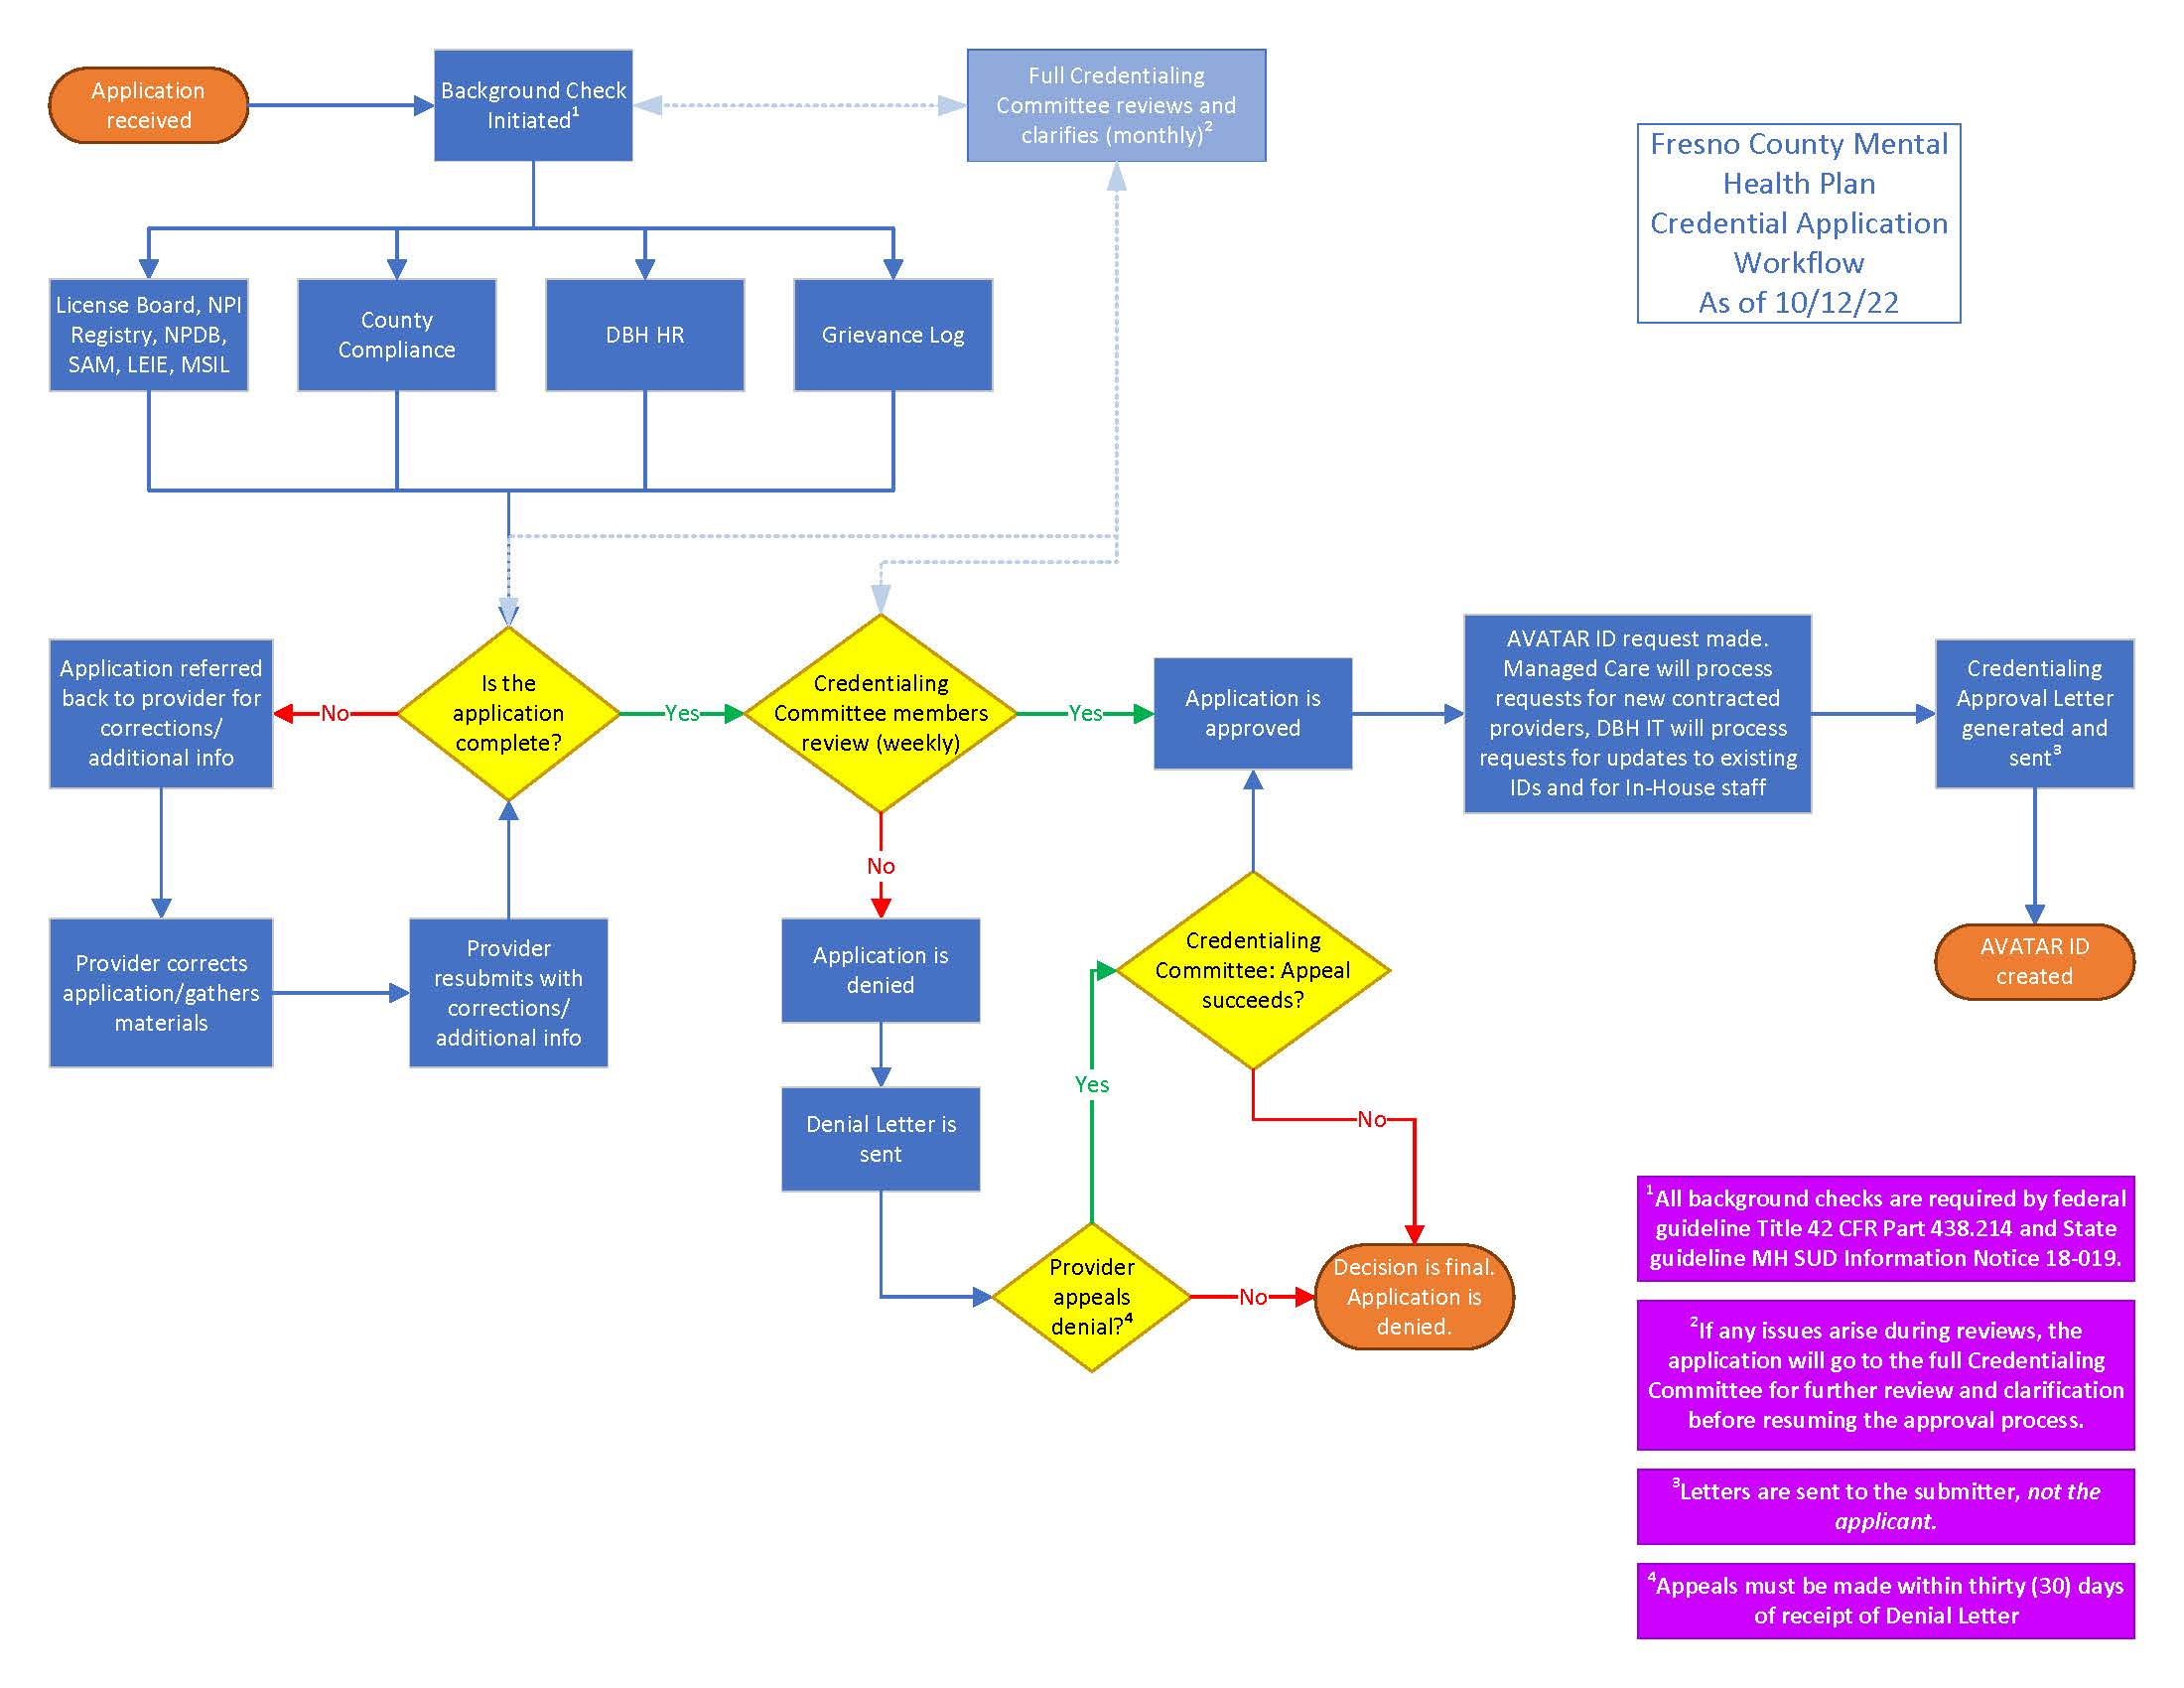 Application
received
Background Check
Initiated¹
Full Credentialing
Committee reviews and
clarifies (monthly)²
Fresno County Mental
Health Plan
Credential Application
Workflow
As of 10/12/22
License Board, NPI
Registry, NPDB,
SAM, LEIE, MSIL
County
Compliance
DBH HR
Grievance Log
Application referred
back to provider for
corrections/
additional info
No
Is the
application
complete?
Yes
Credentialing
Committee members
review (weekly)
Yes
Application is
approved
AVATAR ID request made.
Managed Care will process
requests for new contracted
providers, DBH IT will process
requests for updates to existing
IDs and for In-House staff
Credentialing
Approval Letter
generated and
sent³
No
Provider corrects
application/gathers
materials
Provider
resubmits with
corrections/
additional info
Application is
denied
Credentialing
Committee: Appeal
succeeds?
AVATAR ID
created
Yes
No
Denial Letter is
sent
Provider
appeals
denial?⁴
No
Decision is final.
Application is
denied.
¹All background checks are required by federal
guideline Title 42 CFR Part 438.214 and State
guideline MH SUD Information Notice 18-019.
²If any issues arise during reviews, the
application will go to the full Credentialing
Committee for further review and clarification
before resuming the approval process.
³Letters are sent to the submitter, not the
applicant.
⁴Appeals must be made within thirty (30) days
of receipt of Denial Letter